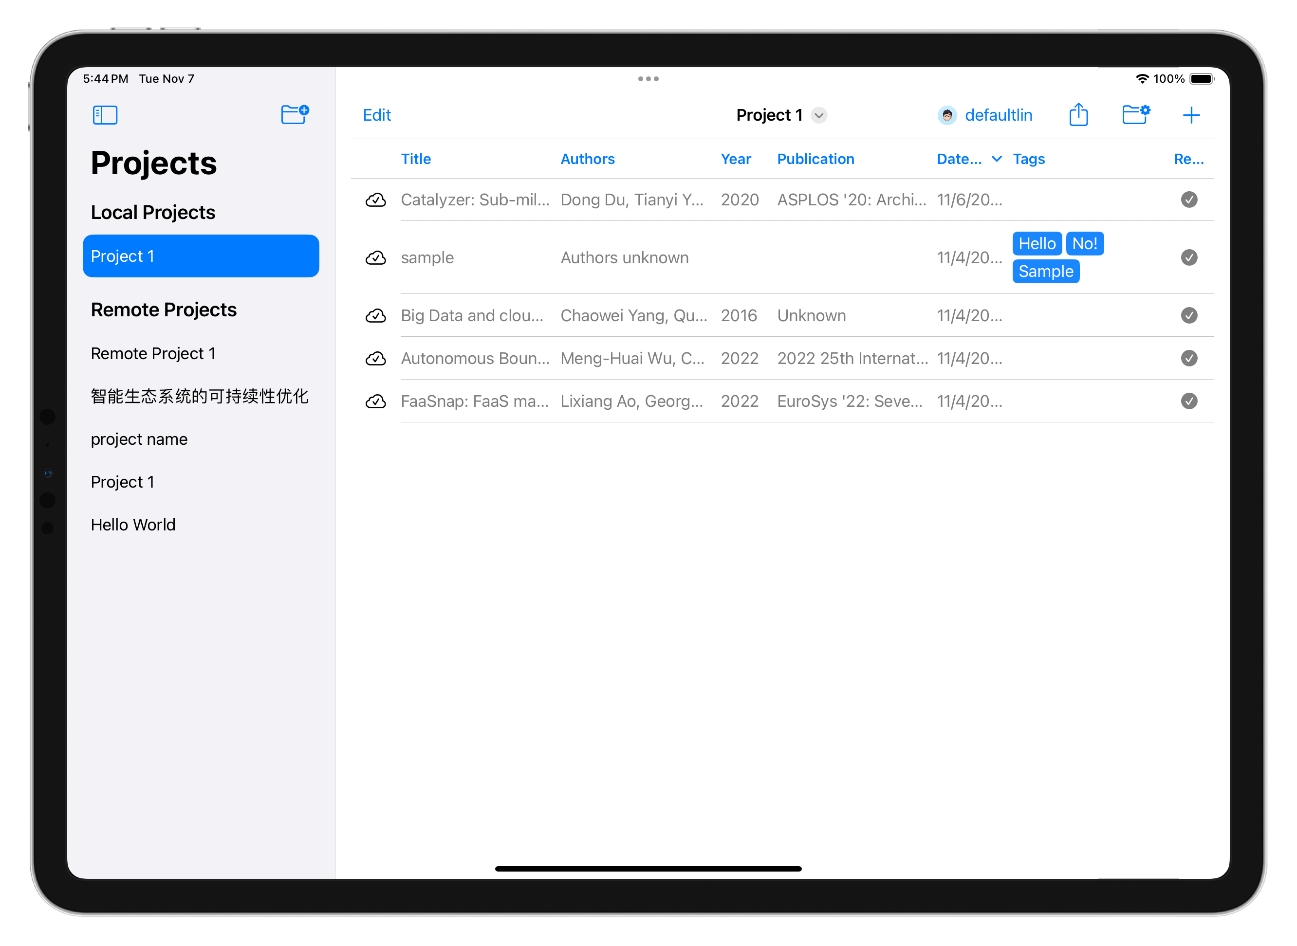 5:44 PM Tue Nov 7
100%
Edit
Project 1
defaultlin
Projects
Local Projects
Project 1
Remote Projects
Remote Project 1
智能生态系统的可持续性优化
project name
Project 1
Hello World
Title Authors Year Publication Date... Tags Re...
Catalyzer: Sub-mil... Dong Du, Tianyi Y... 2020 ASPLOS '20: Archi... 11/6/20...
sample Authors unknown 11/4/20... Hello No!
Sample
Big Data and clou... Chaowei Yang, Qu... 2016 Unknown 11/4/20...
Autonomous Boun... Meng-Huai Wu, C... 2022 2022 25th Internat... 11/4/20...
FaaSnap: FaaS ma... Lixiang Ao, Georg... 2022 EuroSys '22: Seve... 11/4/20...